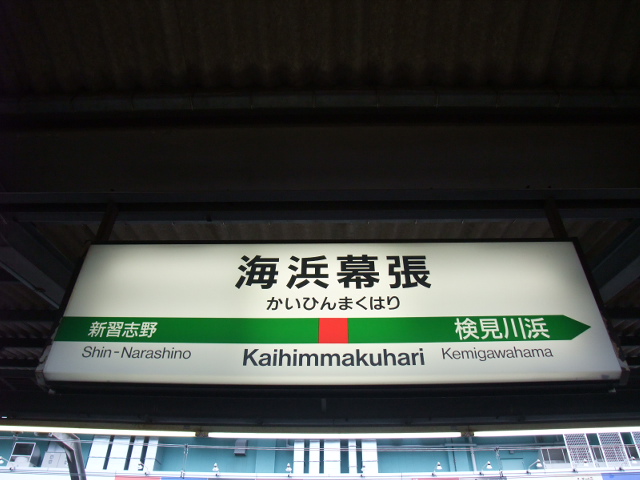 海浜幕張
かいひんまくはり
新習志野 検見川浜
Shin-Narashino Kaihimmakuhari Kemigawahama